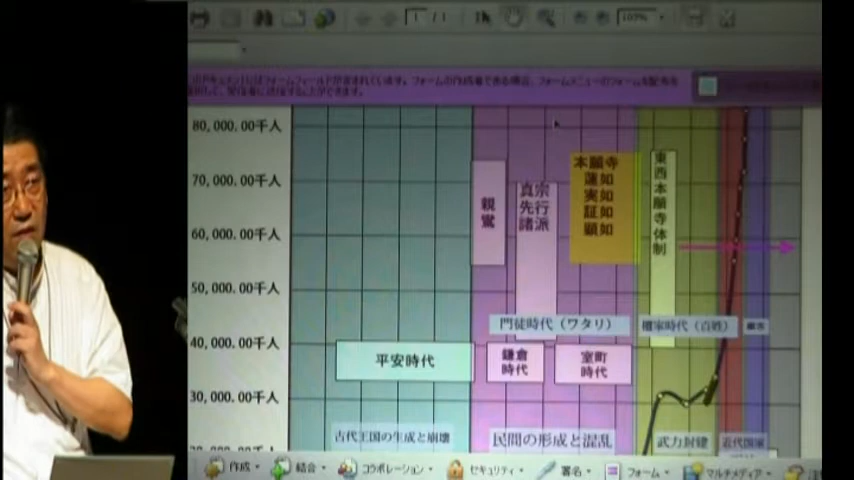 1 / 1
103%
80,000.00千人
70,000.00千人
60,000.00千人
50,000.00千人
40,000.00千人
30,000.00千人
親鸞
真宗
先行
諸派
本願寺
蓮如
実如
証如
顕如
東西本願寺体制
門徒時代（ワタリ）
檀家時代（百姓）
平安時代
鎌倉
時代
室町
時代
古代王国の生成と崩壊
民間の形成と混乱
武力封建
近代国家
作成
結合
コラボレーション
セキュリティ
署名
フォーム
マルチメディア